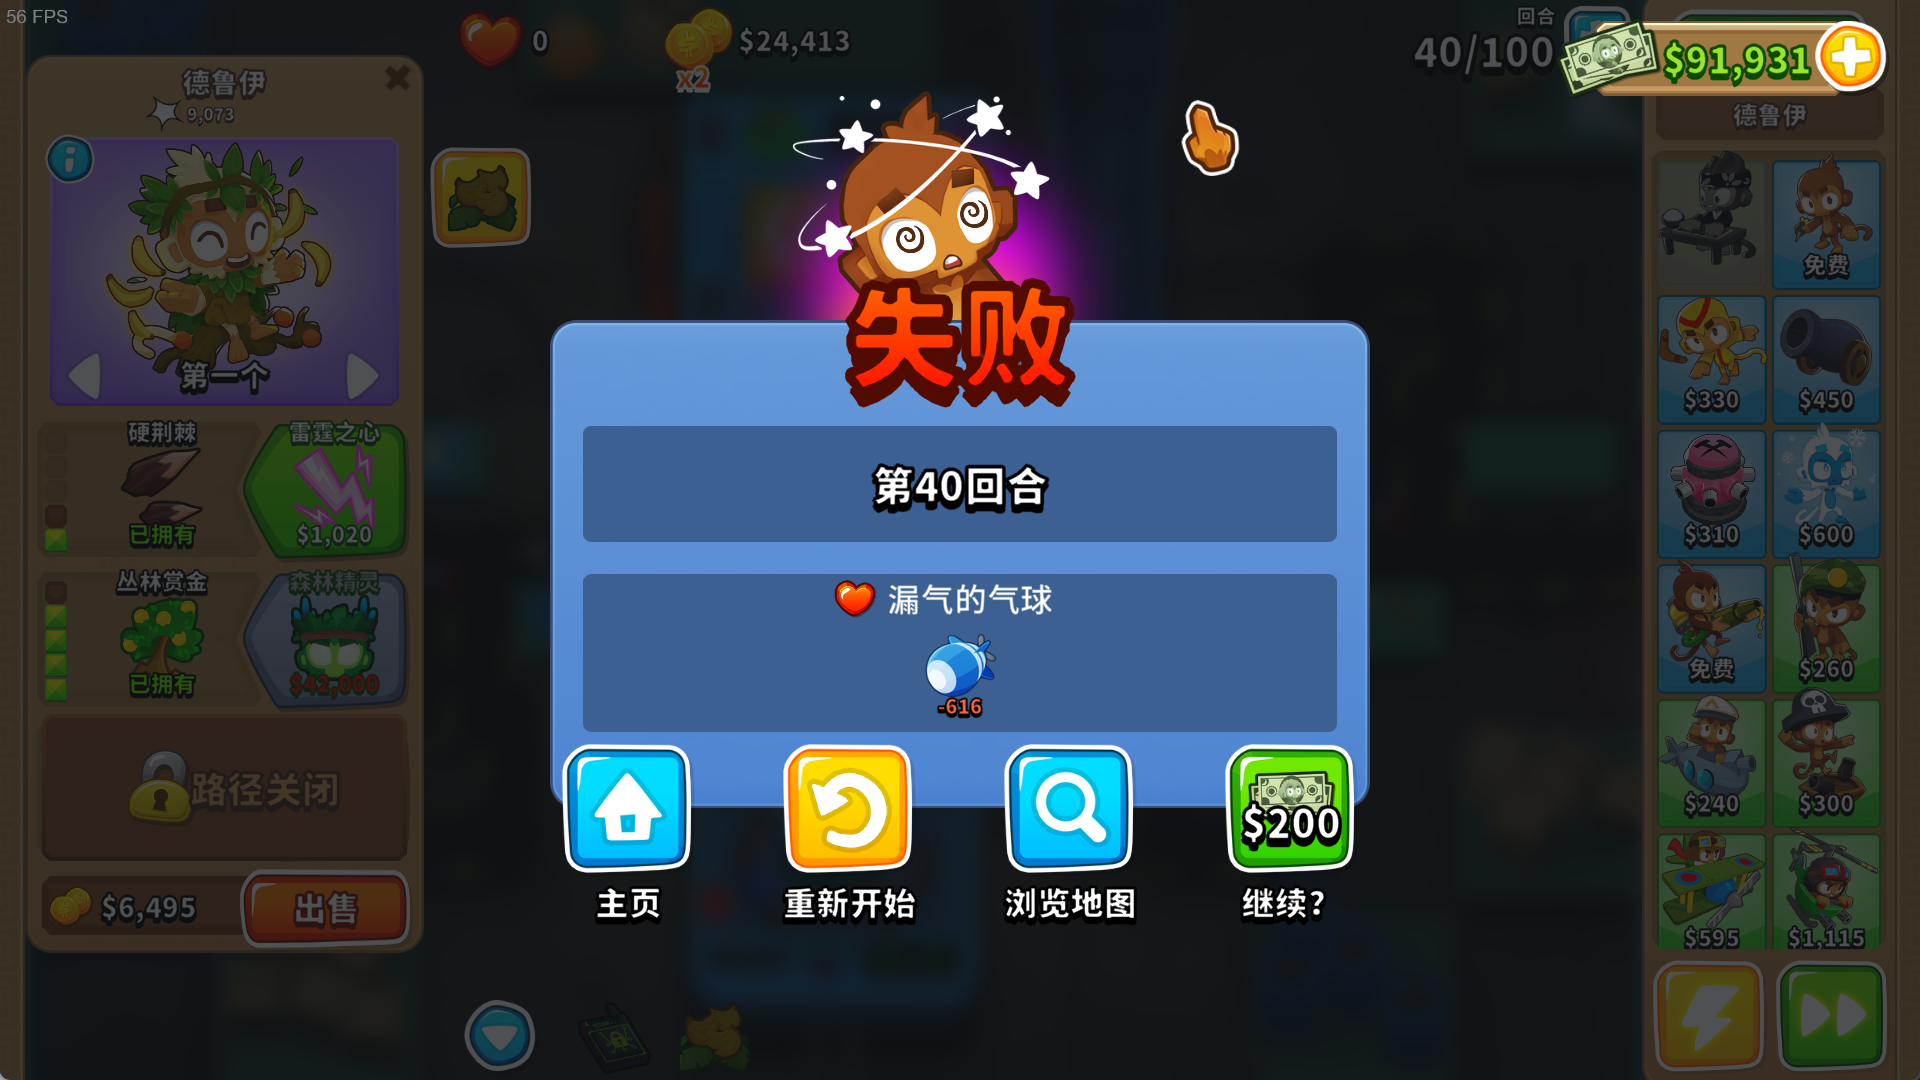 56 FPS
0
x2
$24,413
回合
40/100
$91,931
德鲁伊
9,073
第一个
硬荆棘
已拥有
雷霆之心
$1,020
丛林赏金
已拥有
森林精灵
$42,000
路径关闭
$6,495
出售
失败
第40回合
漏气的气球
-616
$200
主页
重新开始
浏览地图
继续?
德鲁伊
免费
$330
$450
$310
$600
免费
$260
$240
$300
$595
$1,115